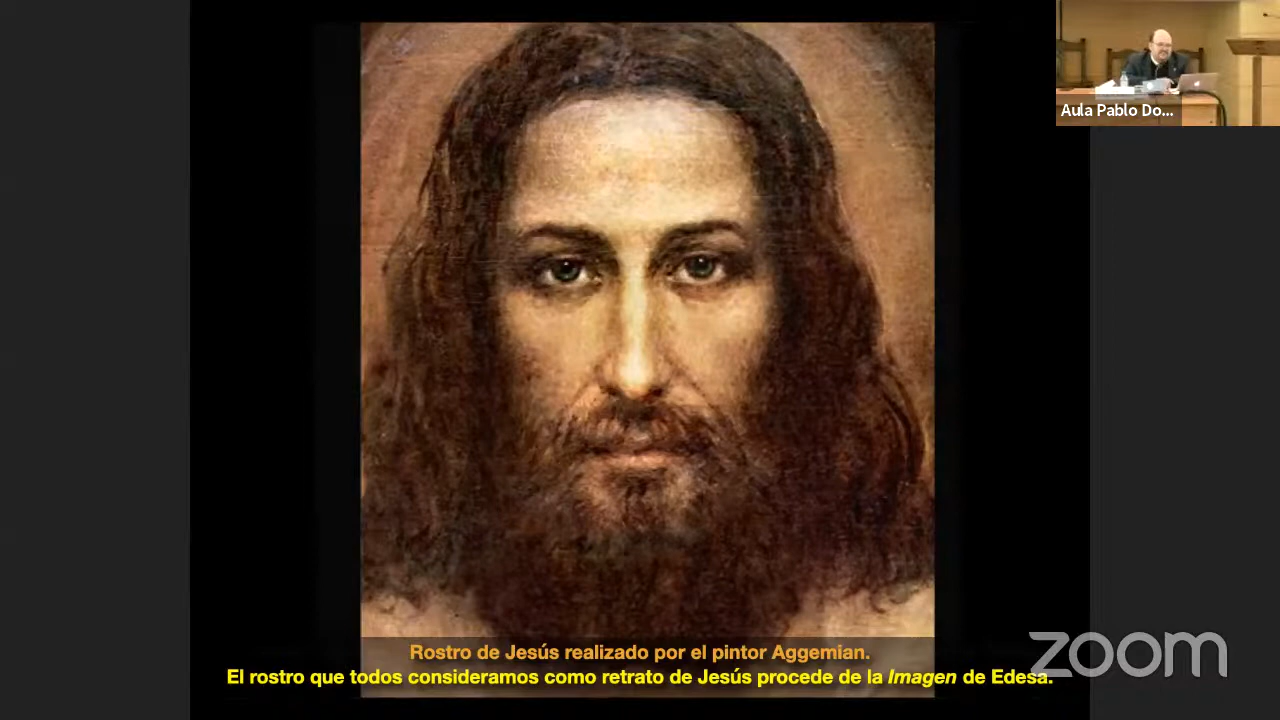 Aula Pablo Do...
Rostro de Jesús realizado por el pintor Aggemian.
El rostro que todos consideramos como retrato de Jesús procede de la Imagen de Edesa.
zoom